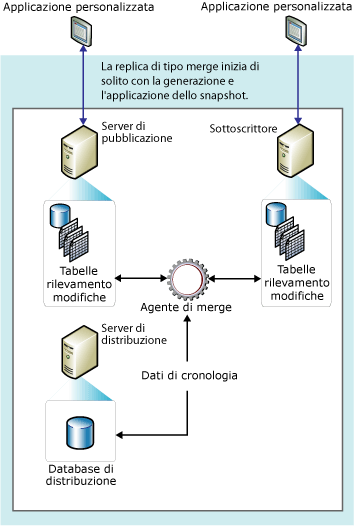 Applicazione personalizzata
Applicazione personalizzata
La replica di tipo merge inizia di
solito con la generazione e
l'applicazione dello snapshot.
Server di
pubblicazione
Sottoscrittore
Tabelle
rilevamento
modifiche
Tabelle
rilevamento
modifiche
Agente di merge
Server di
distribuzione
Dati di cronologia
Database di
distribuzione